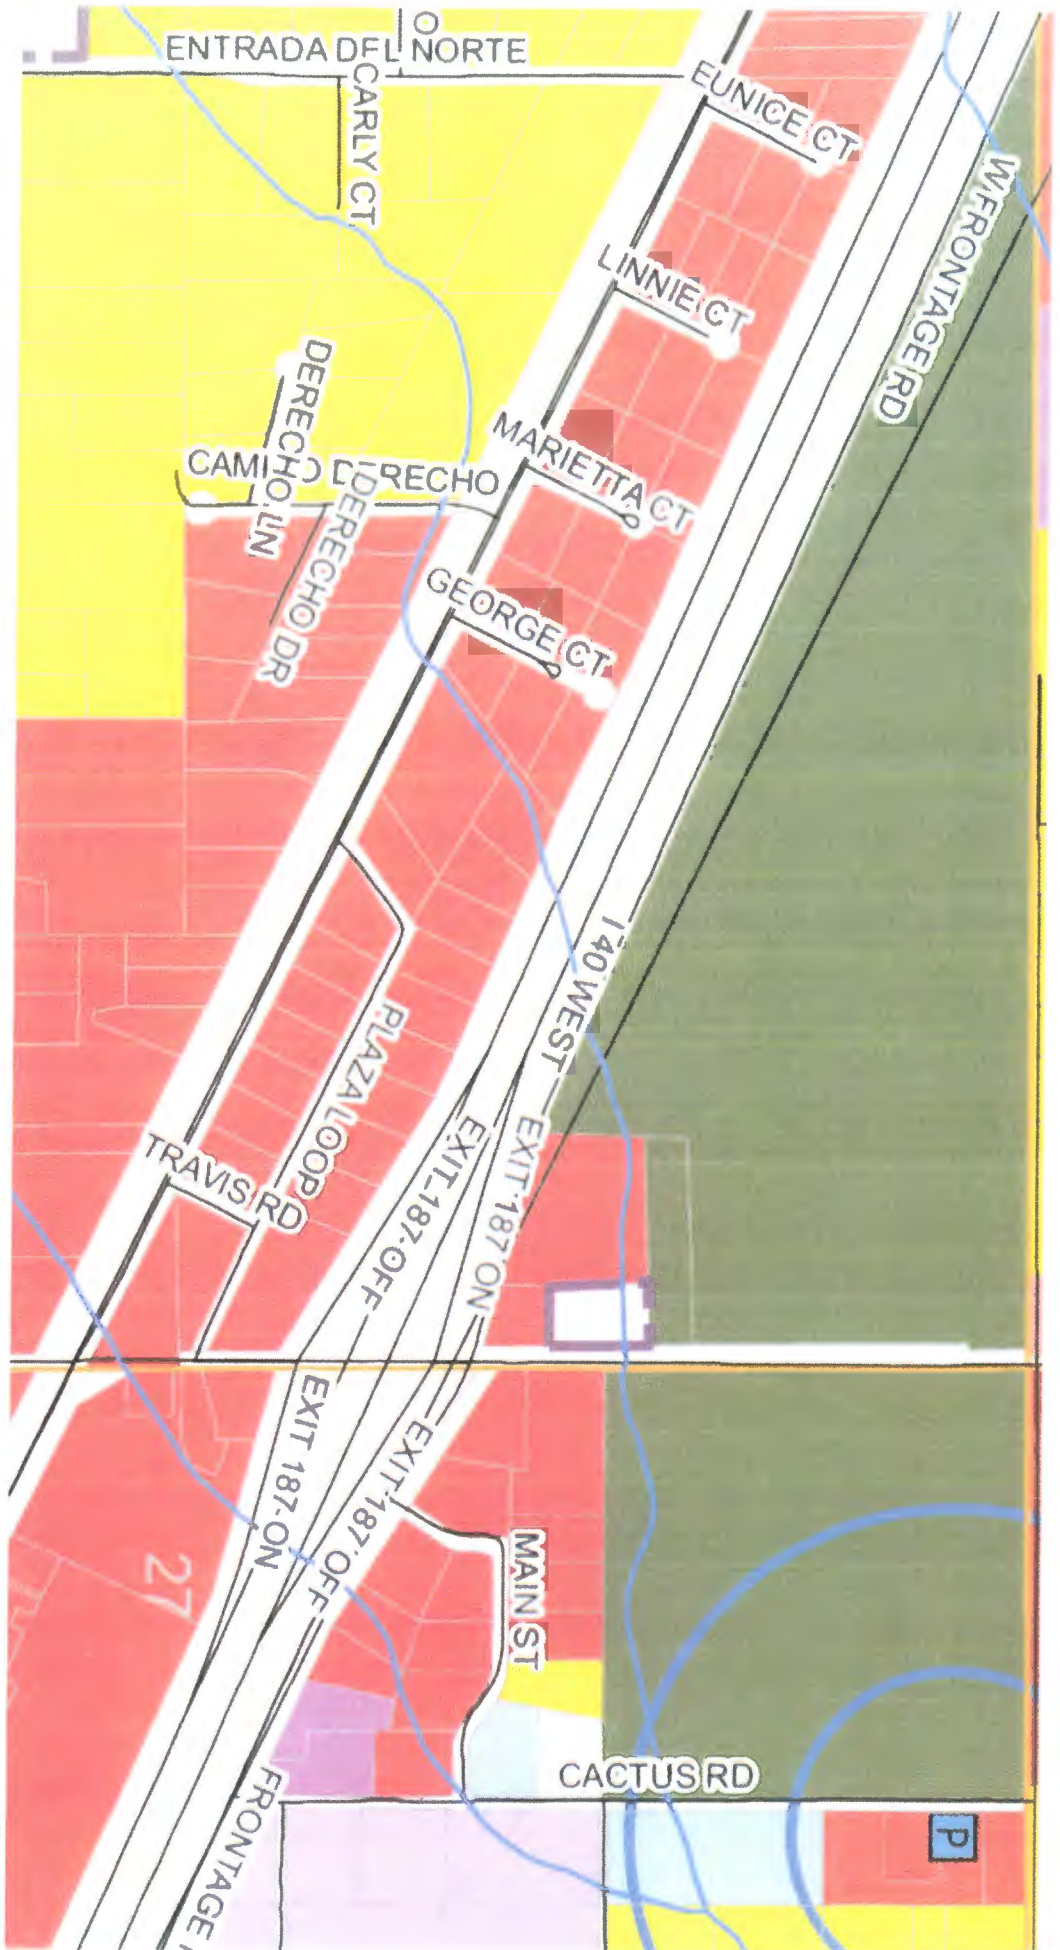 ENTRADA DEL NORTE
O
CARLY CT
EUNICE CT
W FRONTAGE RD
LINNIE CT
DERECHO LN
CAMINO DERECHO
MARIETTA CT
DERECHO DR
GEORGE CT
I 40 WEST
PLAZA LOOP
TRAVIS RD
EXIT 187-OFF
EXIT 187 ON
EXIT 187-ON
EXIT 187 OFF
27
MAIN ST
CACTUS RD
FRONTAGE
P